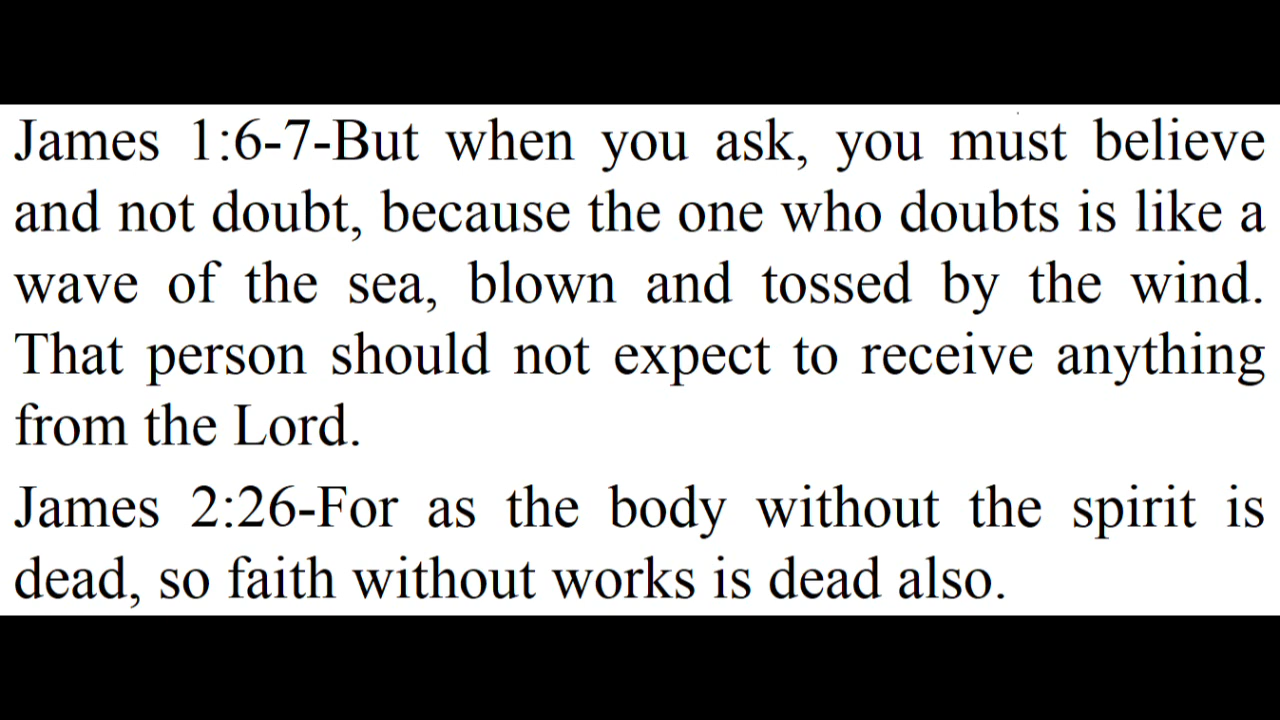 James 1:6-7-But when you ask, you must believe
and not doubt, because the one who doubts is like a
wave of the sea, blown and tossed by the wind.
That person should not expect to receive anything
from the Lord.
James 2:26-For as the body without the spirit is
dead, so faith without works is dead also.